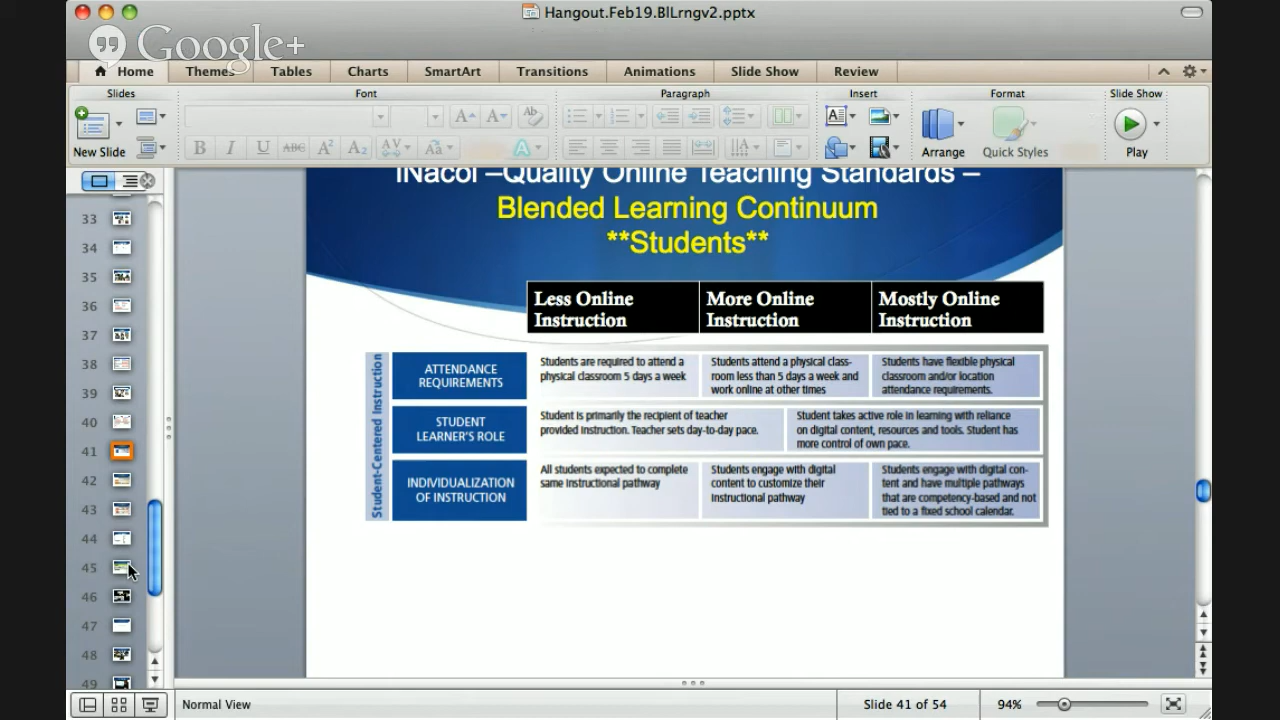 Hangout.Feb19.BlLrngv2.pptx
Google+
Home Themes Tables Charts SmartArt Transitions Animations Slide Show Review
Slides Font Paragraph Insert Format Slide Show
New Slide
B I U ABC A² A₂ AV Aa A
Arrange Quick Styles Play
33
34
35
36
37
38
39
40
41
42
43
44
45
46
47
48
49
iNacol –Quality Online Teaching Standards –
Blended Learning Continuum
**Students**
Less Online
Instruction
More Online
Instruction
Mostly Online
Instruction
Student-Centered Instruction
ATTENDANCE
REQUIREMENTS
Students are required to attend a
physical classroom 5 days a week
Students attend a physical class-
room less than 5 days a week and
work online at other times
Students have flexible physical
classroom and/or location
attendance requirements.
STUDENT
LEARNER'S ROLE
Student is primarily the recipient of teacher
provided instruction. Teacher sets day-to-day pace.
Student takes active role in learning with reliance
on digital content, resources and tools. Student has
more control of own pace.
INDIVIDUALIZATION
OF INSTRUCTION
All students expected to complete
same instructional pathway
Students engage with digital
content to customize their
instructional pathway
Students engage with digital con-
tent and have multiple pathways
that are competency-based and not
tied to a fixed school calendar.
Normal View
Slide 41 of 54
94%